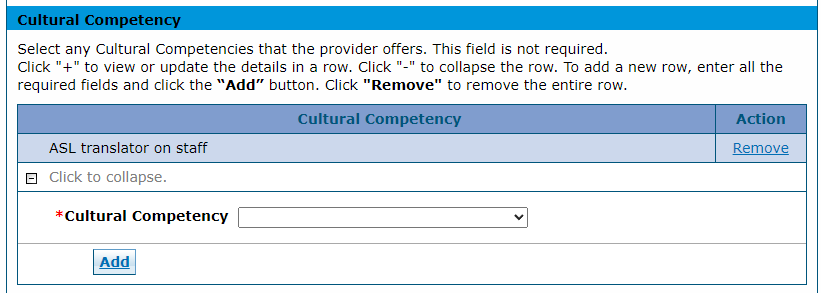 Cultural Competency
Select any Cultural Competencies that the provider offers. This field is not required.
Click "+" to view or update the details in a row. Click "-" to collapse the row. To add a new row, enter all the
required fields and click the “Add” button. Click "Remove" to remove the entire row.
Cultural Competency Action
ASL translator on staff Remove
Click to collapse.
*Cultural Competency
Add